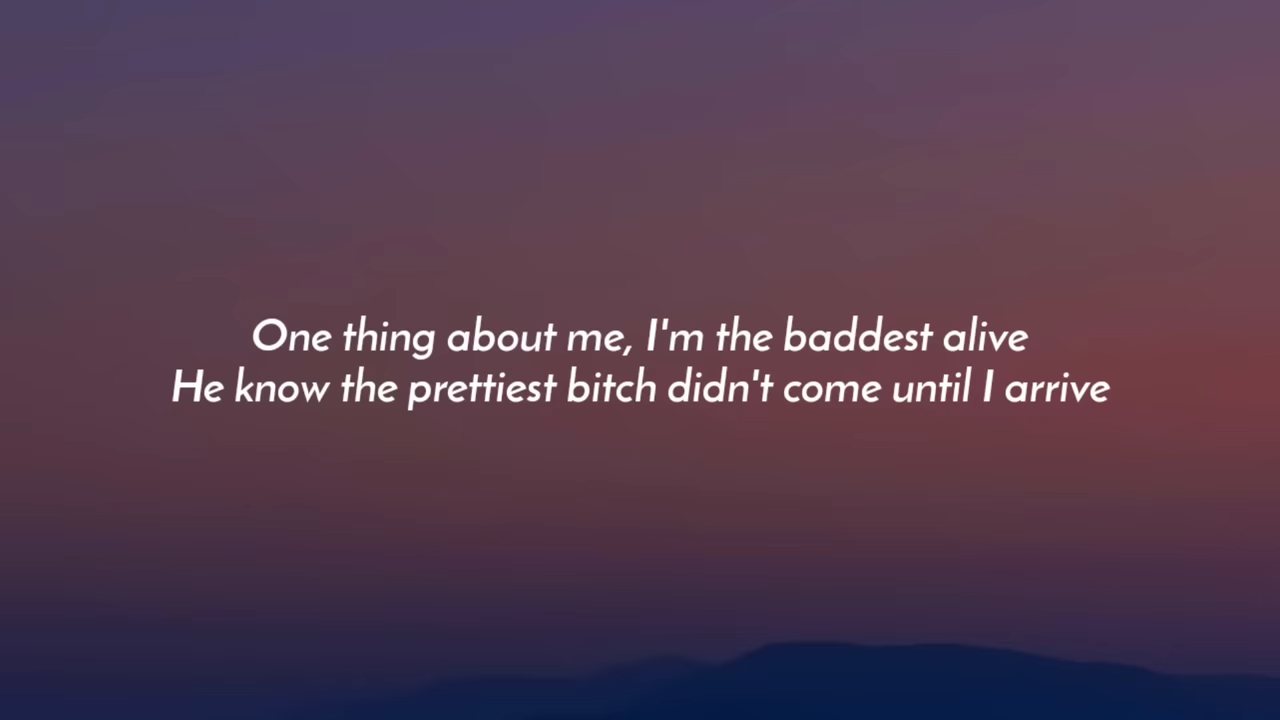 One thing about me, I'm the baddest alive
He know the prettiest bitch didn't come until I arrive